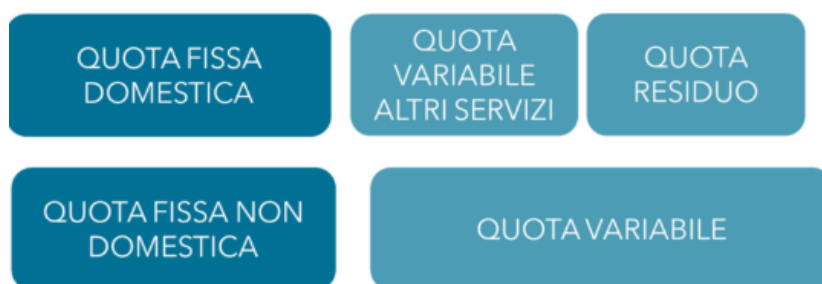 QUOTA FISSA
DOMESTICA
QUOTA
VARIABILE
ALTRI SERVIZI
QUOTA
RESIDUO
QUOTA FISSA NON
DOMESTICA
QUOTA VARIABILE